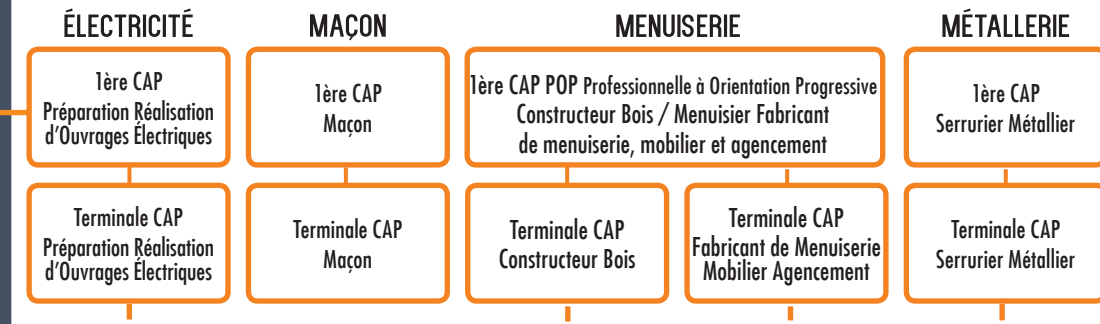 ÉLECTRICITÉ
MAÇON
MENUISERIE
MÉTALLERIE
1ère CAP
Préparation Réalisation
d'Ouvrages Électriques
1ère CAP
Maçon
1ère CAP POP Professionnelle à Orientation Progressive
Constructeur Bois / Menuisier Fabricant
de menuiserie, mobilier et agencement
1ère CAP
Serrurier Métallier
Terminale CAP
Préparation Réalisation
d'Ouvrages Électriques
Terminale CAP
Maçon
Terminale CAP
Constructeur Bois
Terminale CAP
Fabricant de Menuiserie
Mobilier Agencement
Terminale CAP
Serrurier Métallier